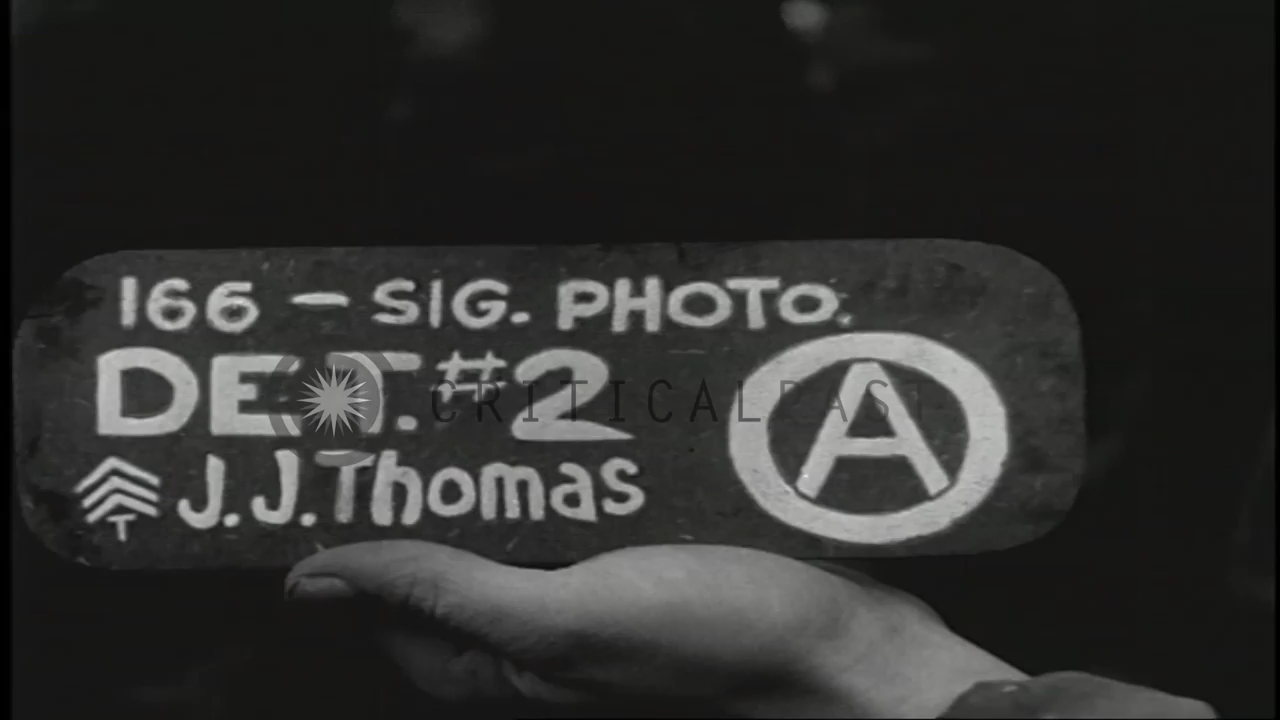 166 - SIG. PHOTO.
DET. #2
T J.J. Thomas
A
CRITICALPAST